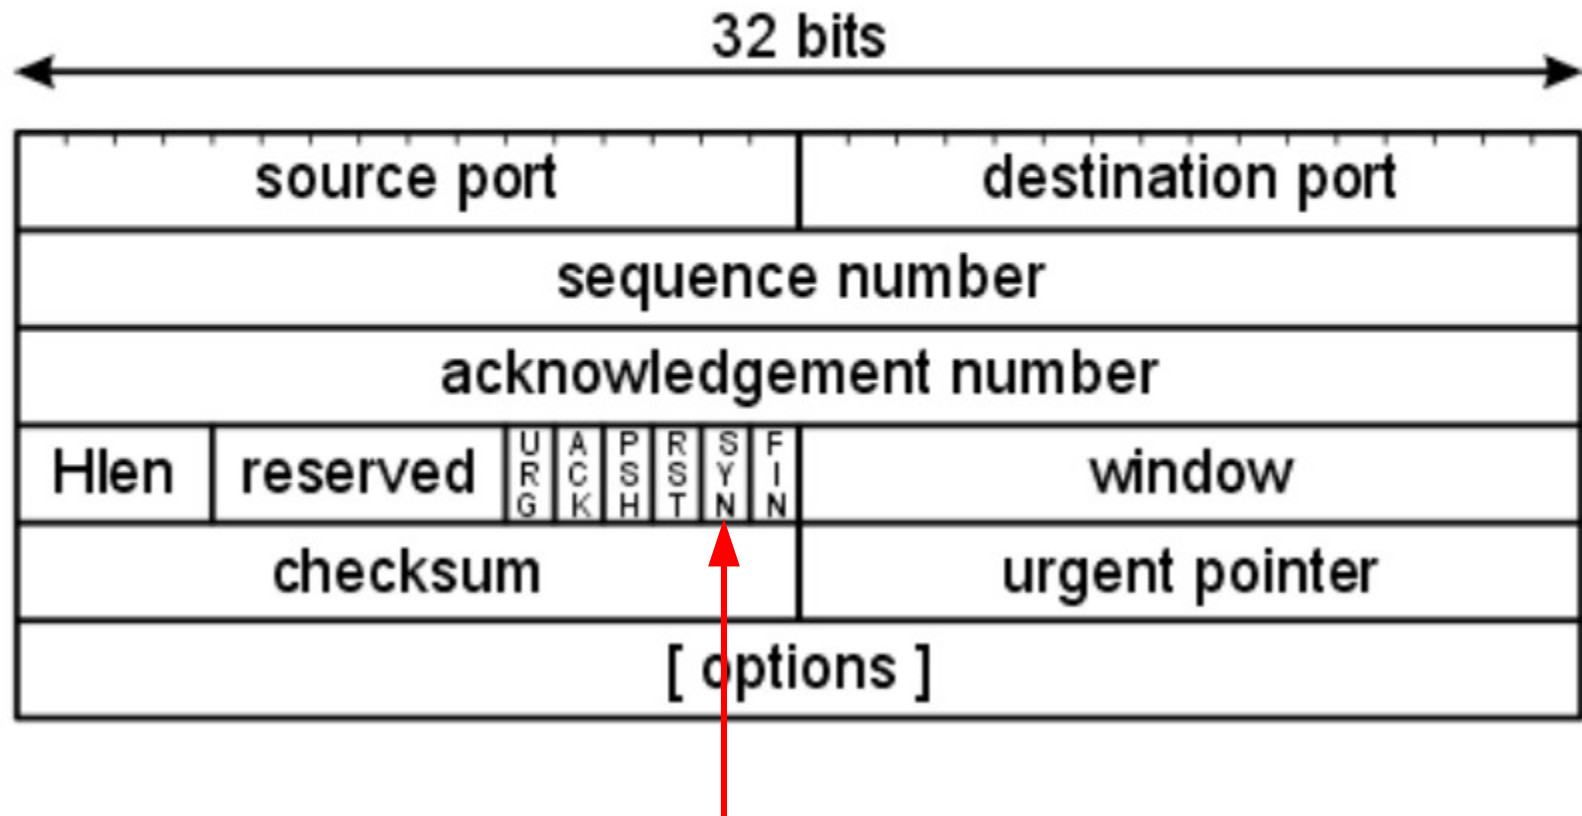 32 bits
source port destination port
sequence number
acknowledgement number
Hlen reserved URG ACK PSH RST SYN FIN window
checksum urgent pointer
[ options ]